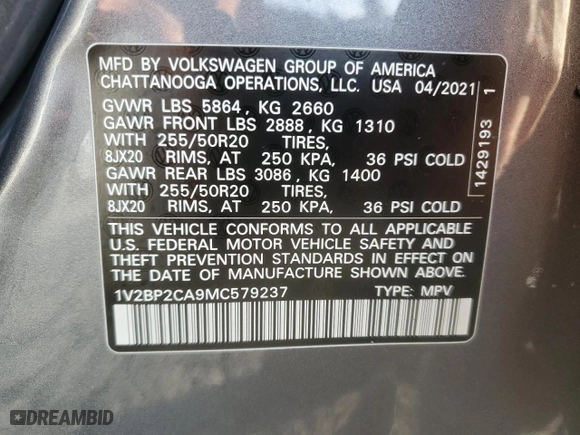 MFD BY VOLKSWAGEN GROUP OF AMERICA
CHATTANOOGA OPERATIONS, LLC. USA 04/2021
GVWR LBS 5864, KG 2660
GAWR FRONT LBS 2888, KG 1310
WITH 255/50R20 TIRES,
8JX20 RIMS, AT 250 KPA, 36 PSI COLD
GAWR REAR LBS 3086, KG 1400
WITH 255/50R20 TIRES,
8JX20 RIMS, AT 250 KPA, 36 PSI COLD
THIS VEHICLE CONFORMS TO ALL APPLICABLE
U.S. FEDERAL MOTOR VEHICLE SAFETY AND
THEFT PREVENTION STANDARDS IN EFFECT ON
THE DATE OF MANUFACTURE SHOWN ABOVE.
1V2BP2CA9MC579237 TYPE: MPV
1429193 1
DREAMBID